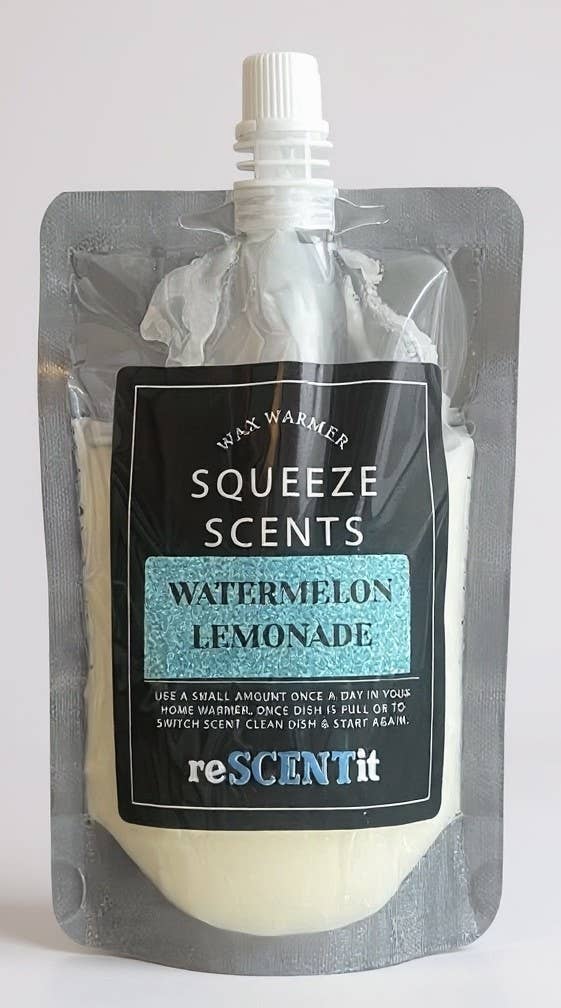 WAX WARMER
SQUEEZE
SCENTS
WATERMELON
LEMONADE
USE A SMALL AMOUNT ONCE A DAY IN YOUR
HOME WARMER. ONCE DISH IS FULL OR TO
SWITCH SCENT CLEAN DISH & START AGAIN.
reSCENTit